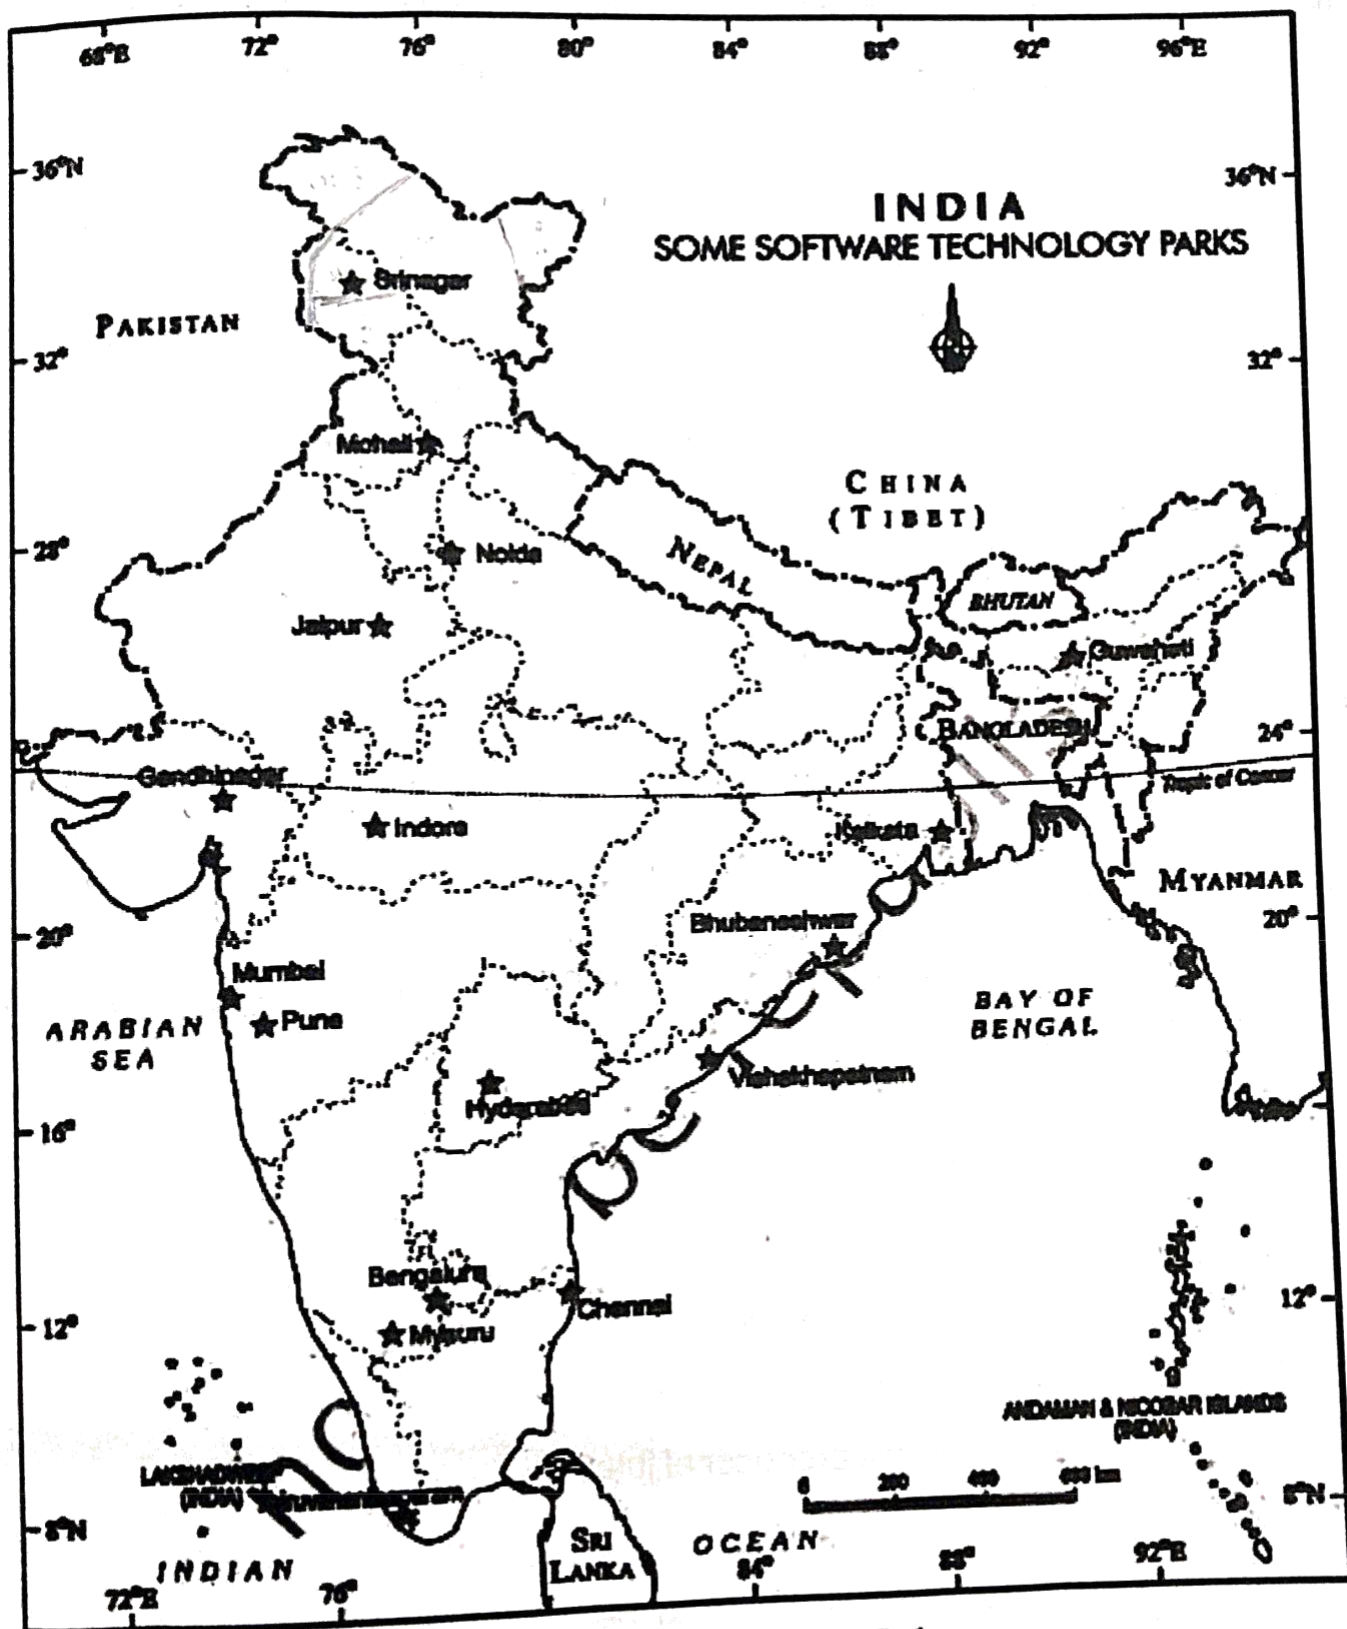 68°E 72° 76° 80° 84° 88° 92° 96°E
36°N 36°N
INDIA
SOME SOFTWARE TECHNOLOGY PARKS
Srinagar
PAKISTAN
32° 32°
Mohali
CHINA
(TIBET)
28° Noida
NEPAL
BHUTAN
Jaipur
Guwahati
BANGLADESH
24°
Gandhinagar
Tropic of Cancer
Indore
Kolkata
MYANMAR
Bhubaneshwar
20° 20°
Mumbai
Pune
ARABIAN
SEA
BAY OF
BENGAL
Vishakhapatnam
Hyderabad
16°
Bengaluru
Chennai
12° 12°
Mysuru
ANDAMAN & NICOBAR ISLANDS
(INDIA)
LAKSHADWEEP
(INDIA) Thiruvananthapuram
0 200 400 600 km
8°N 8°N
SRI
LANKA
INDIAN OCEAN
72°E 76° 84° 88° 92°E